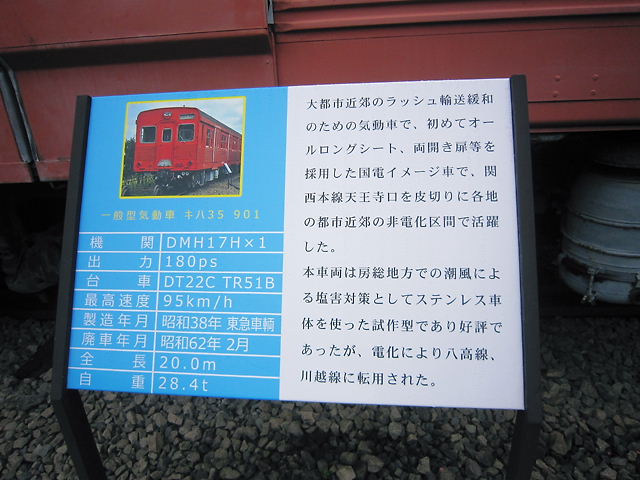 一般型気動車 キハ35 901
機関 DMH17H×1
出力 180ps
台車 DT22C TR51B
最高速度 95km/h
製造年月 昭和38年 東急車輌
廃車年月 昭和62年 2月
全長 20.0m
自重 28.4t
大都市近郊のラッシュ輸送緩和
のための気動車で、初めてオー
ルロングシート、両開き扉等を
採用した国電イメージ車で、関
西本線天王寺口を皮切りに各地
の都市近郊の非電化区間で活躍
した。
本車両は房総地方での潮風によ
る塩害対策としてステンレス車
体を使った試作型であり好評で
あったが、電化により八高線、
川越線に転用された。